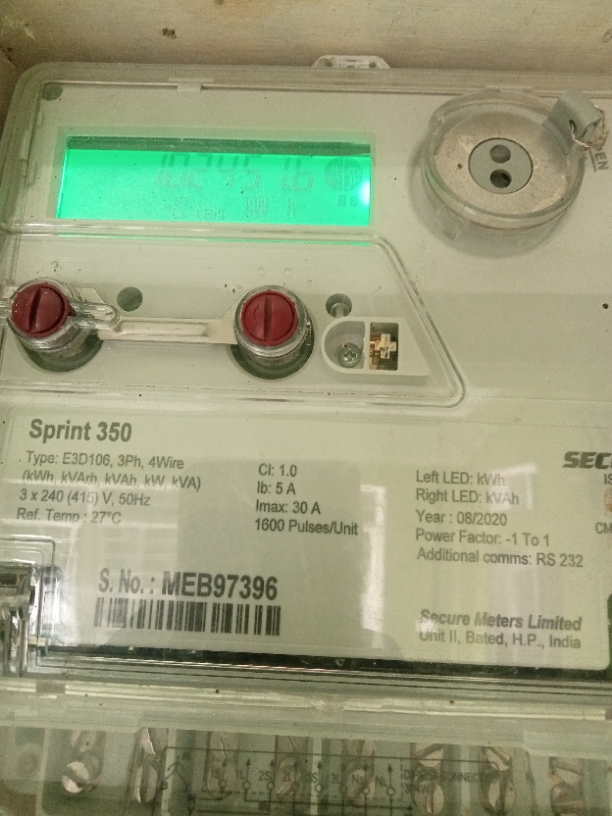 kW h
Sprint 350
Type: E3D106, 3Ph, 4Wire
(kWh, kVArh, kVAh, kW, kVA)
3 x 240 (415) V, 50Hz
Ref. Temp : 27°C
Cl: 1.0
Ib: 5 A
Imax: 30 A
1600 Pulses/Unit
SEC
Left LED: kWh
Right LED: kVAh
Year : 08/2020
Power Factor: -1 To 1
Additional comms: RS 232
S. No. : MEB97396
Secure Meters Limited
Unit II, Bated, H.P., India